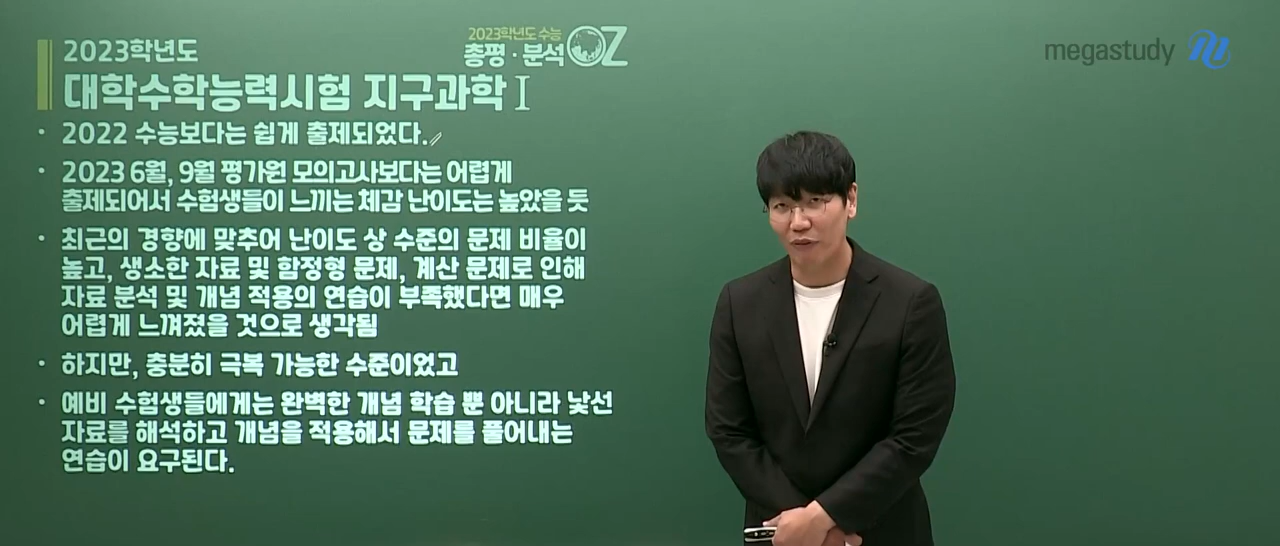 2023학년도
대학수학능력시험 지구과학 I
2023학년도 수능
총평 · 분석 OZ
megastudy
• 2022 수능보다는 쉽게 출제되었다.
• 2023 6월, 9월 평가원 모의고사보다는 어렵게
출제되어서 수험생들이 느끼는 체감 난이도는 높았을 듯
• 최근의 경향에 맞추어 난이도 상 수준의 문제 비율이
높고, 생소한 자료 및 함정형 문제, 계산 문제로 인해
자료 분석 및 개념 적용의 연습이 부족했다면 매우
어렵게 느껴졌을 것으로 생각됨
• 하지만, 충분히 극복 가능한 수준이었고
• 예비 수험생들에게는 완벽한 개념 학습 뿐 아니라 낯선
자료를 해석하고 개념을 적용해서 문제를 풀어내는
연습이 요구된다.